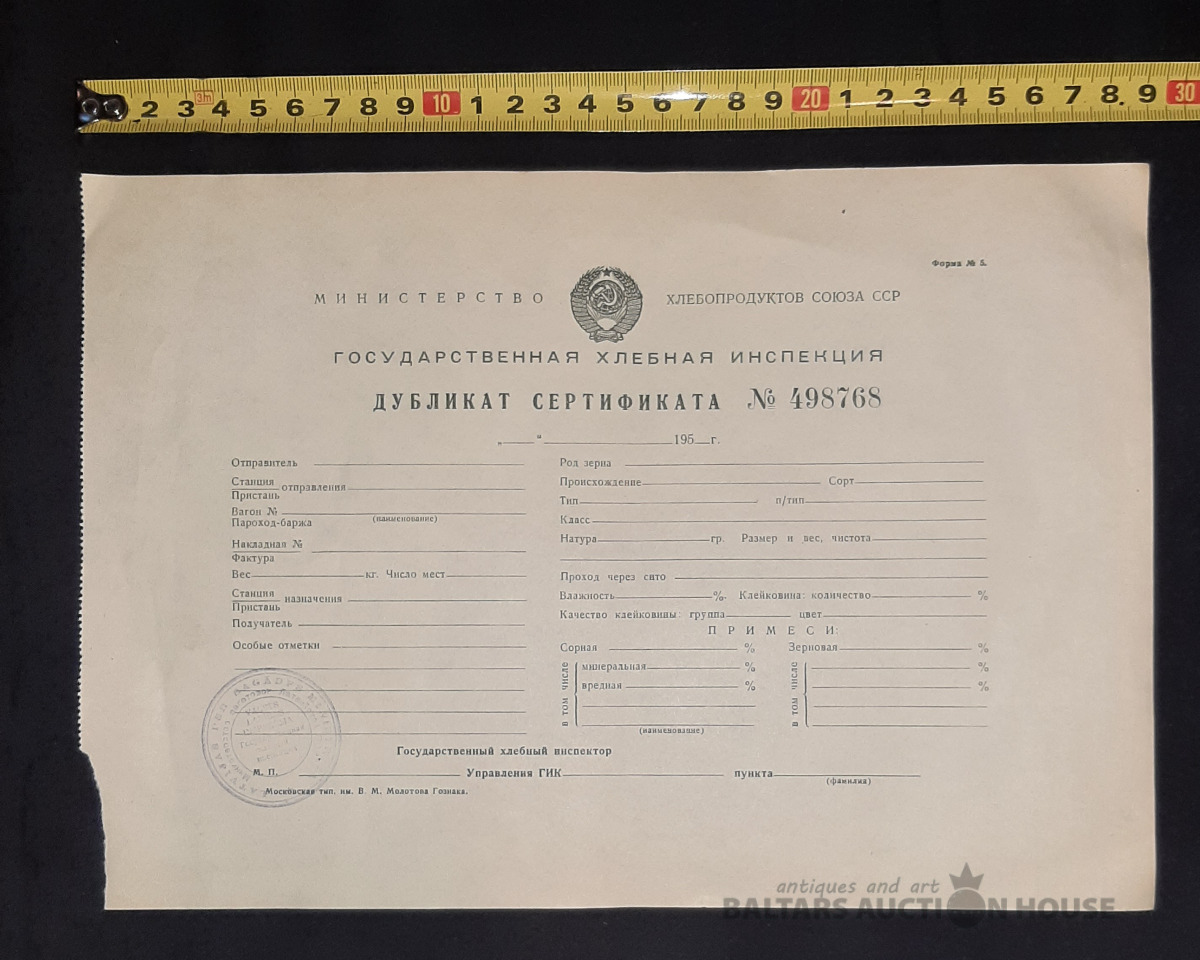 2 3 3m 4 5 6 7 8 9 10 1 2 3 4 5 6 7 8 9 20 1 2 3 4 5 6 7 8 9 30
Форма № 5.
МИНИСТЕРСТВО ХЛЕБОПРОДУКТОВ СОЮЗА ССР
ГОСУДАРСТВЕННАЯ ХЛЕБНАЯ ИНСПЕКЦИЯ
ДУБЛИКАТ СЕРТИФИКАТА № 498768
„___“ ____________195__г.
Отправитель
Станция
Пристань отправления
Вагон №
Пароход-баржа (наименование)
Накладная №
Фактура
Вес кг. Число мест
Станция
Пристань назначения
Получатель
Особые отметки
Род зерна
Происхождение Сорт
Тип п/тип
Класс
Натура гр. Размер и вес, чистота
Проход через сито
Влажность %. Клейковина: количество %
Качество клейковины: группа цвет
ПРИМЕСИ:
Сорная % Зерновая %
в том числе минеральная % в том числе %
вредная % %
(наименование)
Государственный хлебный инспектор
М. П. Управления ГИК пункта
(фамилия)
Московская тип. им. В. М. Молотова Гознака.
LATVIJAS
antiques and art
BALTARS AUCTION HOUSE